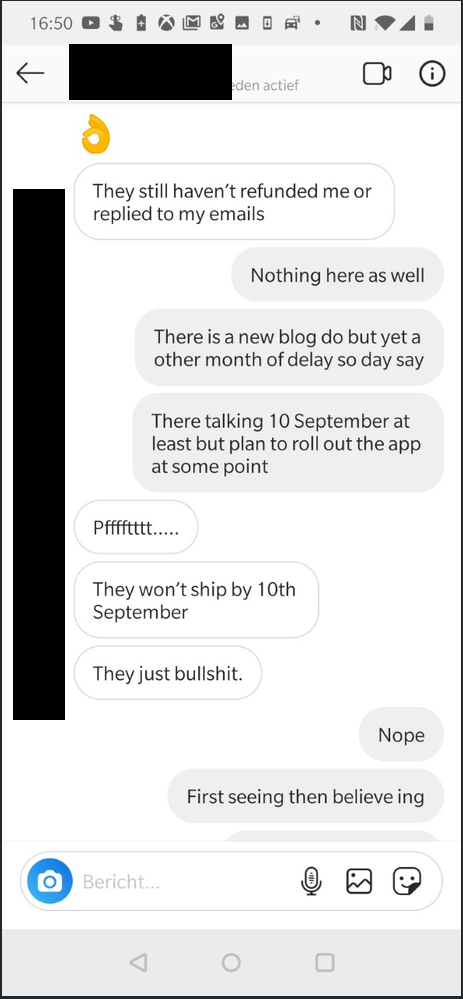 16:50
eden actief
They still haven't refunded me or
replied to my emails
Nothing here as well
There is a new blog do but yet a
other month of delay so day say
There talking 10 September at
least but plan to roll out the app
at some point
Pfffftttt.....
They won't ship by 10th
September
They just bullshit.
Nope
First seeing then believe ing
Bericht...